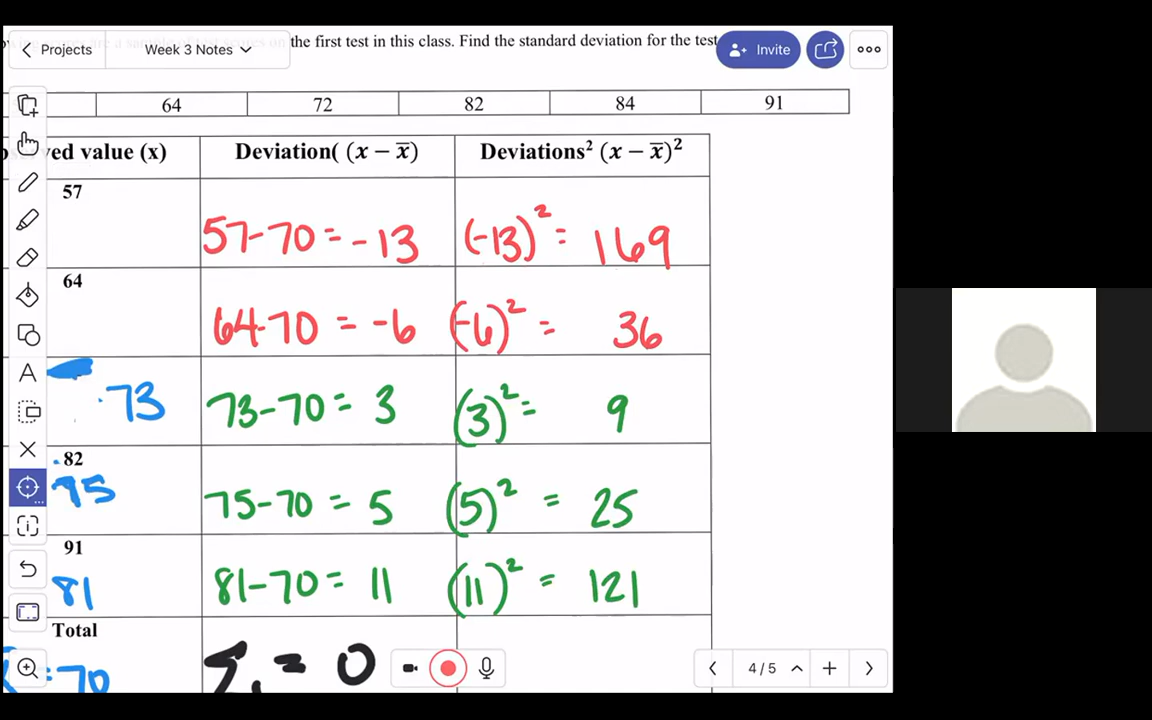 Projects
Week 3 Notes
the first test in this class. Find the standard deviation for the test
Invite
64 72 82 84 91
ved value (x) Deviation( (x − x̅) Deviations² (x − x̅)²
57
57-70 = -13 (-13)² = 169
64
64-70 = -6 (-6)² = 36
73 73-70 = 3 (3)² = 9
82
75 75-70 = 5 (5)² = 25
91
81 81-70 = 11 (11)² = 121
Total
= 70 Σ = 0
4/5